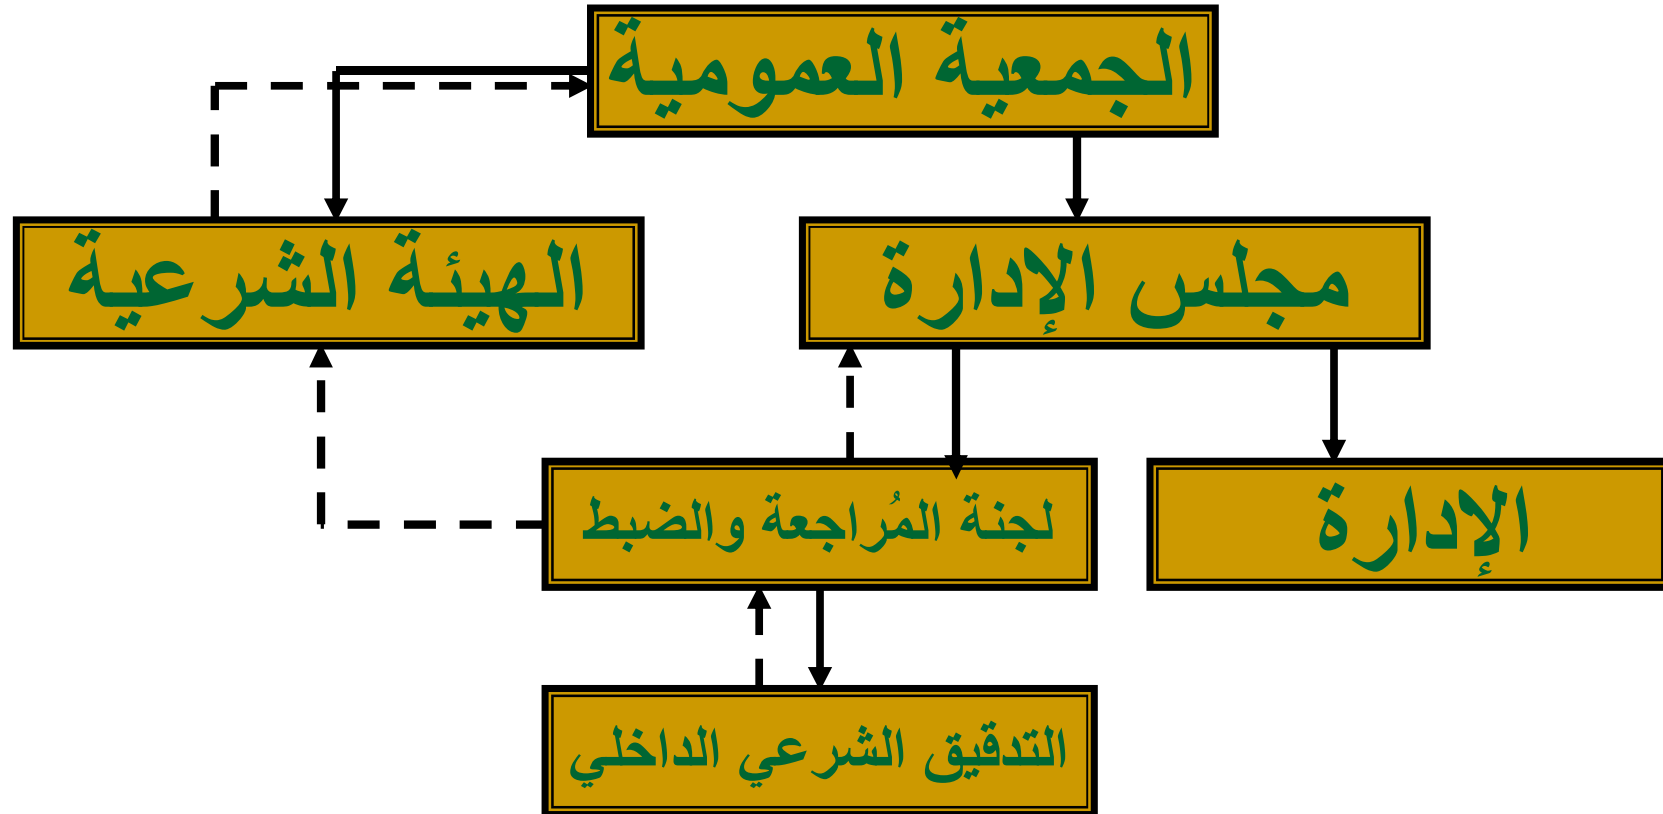 الجمعية العمومية
مجلس الإدارة
الهيئة الشرعية
الإدارة
لجنة المُراجعة والضبط
التدقيق الشرعي الداخلي